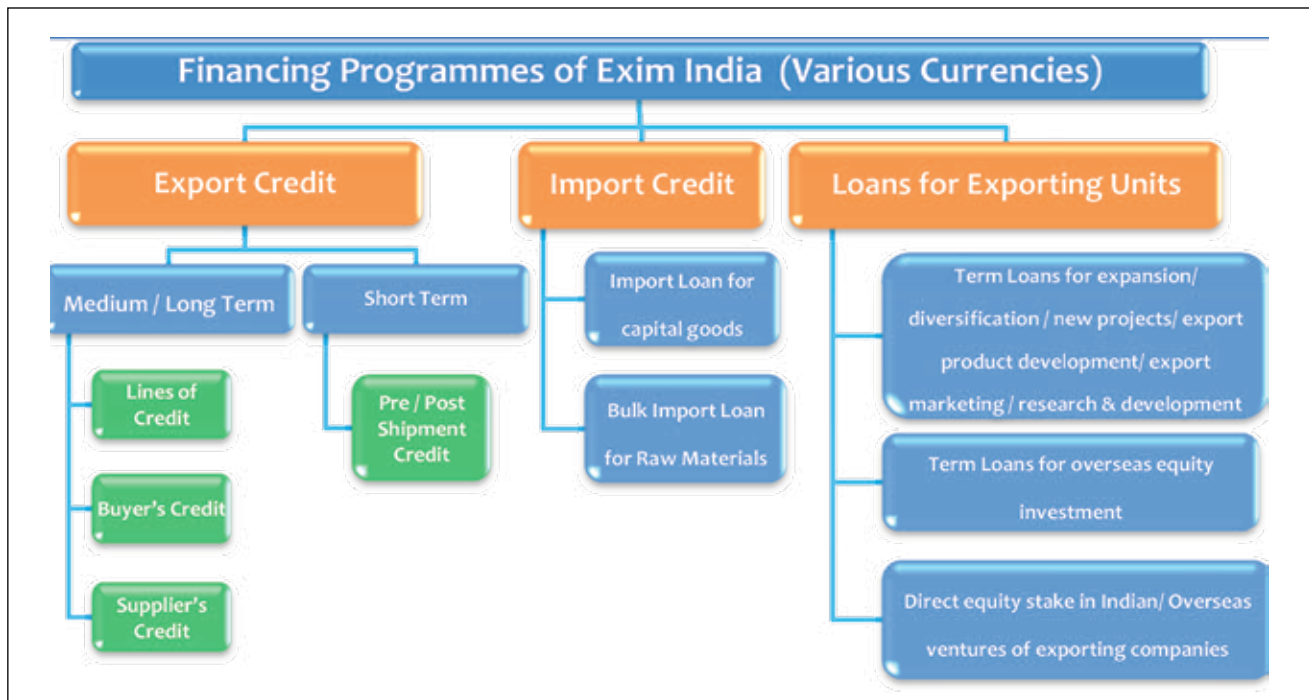 Financing Programmes of Exim India (Various Currencies)
Export Credit
Import Credit
Loans for Exporting Units
Medium / Long Term
Short Term
Lines of
Credit
Buyer's Credit
Supplier's
Credit
Pre / Post
Shipment
Credit
Import Loan for
capital goods
Bulk Import Loan
for Raw Materials
Term Loans for expansion/
diversification / new projects/ export
product development/ export
marketing / research & development
Term Loans for overseas equity
investment
Direct equity stake in Indian/ Overseas
ventures of exporting companies